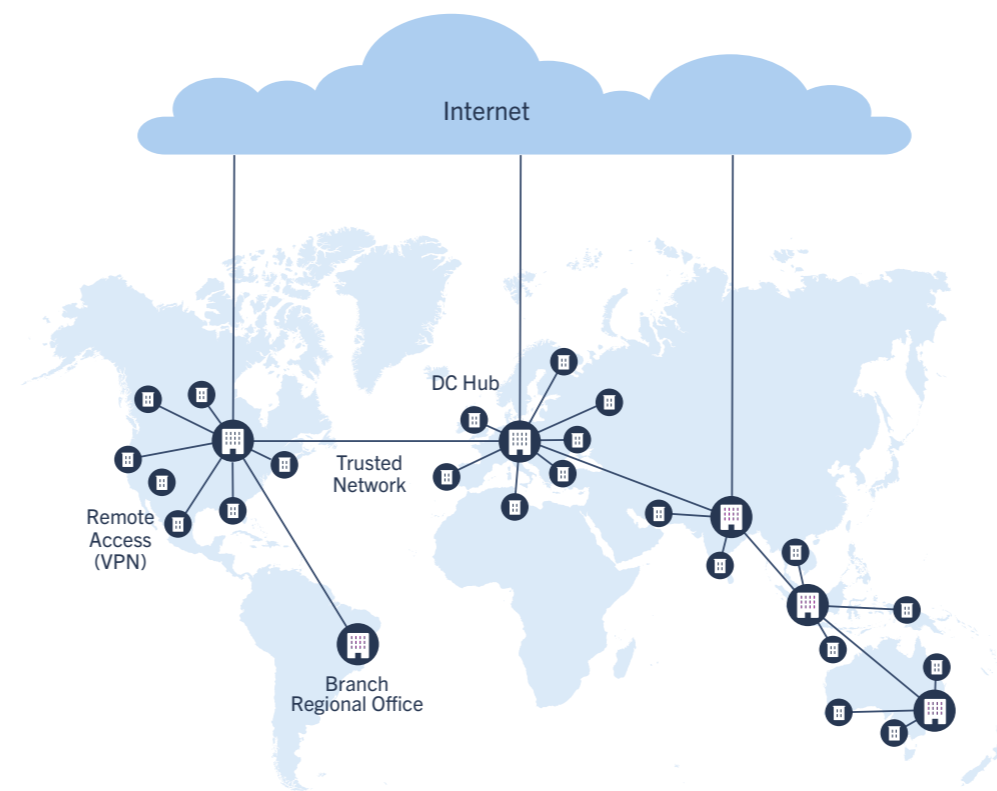 Internet
DC Hub
Trusted
Network
Remote
Access
(VPN)
Branch
Regional Office